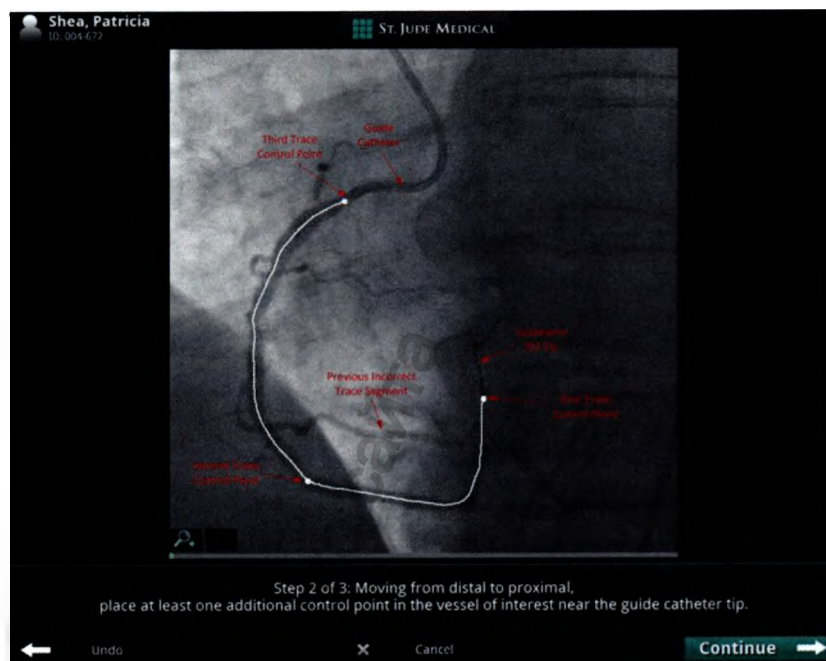 Shea, Patricia
ID: 004-672
ST. JUDE MEDICAL
Third Trace
Control Point
Guide
Catheter
Previous Incorrect
Trace Segment
Control Point
Step 2 of 3: Moving from distal to proximal,
place at least one additional control point in the vessel of interest near the guide catheter tip.
Undo
Cancel
Continue